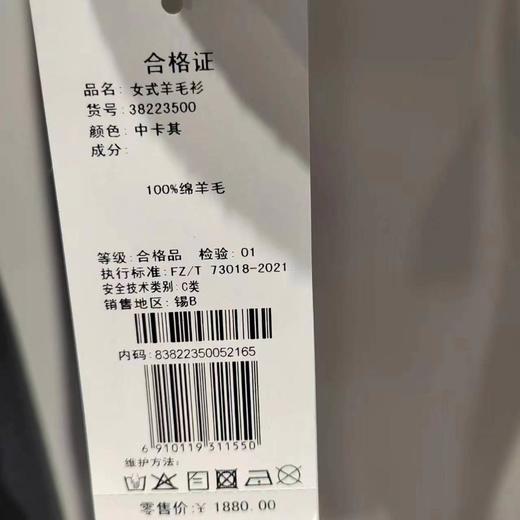 合格证
品名: 女式羊毛衫
货号: 38223500
颜色: 中卡其
成分:
100%绵羊毛
等级: 合格品 检验: 01
执行标准: FZ/T 73018-2021
安全技术类别: C类
销售地区: 锡B
内码: 83822350052165
6 910119 311550
维护方法:
零售价: ¥ 1880.00